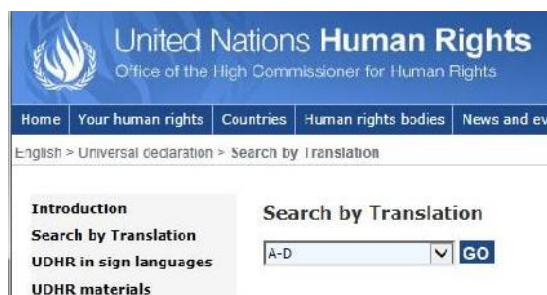 United Nations Human Rights
Office of the High Commissioner for Human Rights
Home Your human rights Countries Human rights bodies News and ev
English > Universal declaration > Search by Translation
Introduction
Search by Translation
UDHR in sign languages
UDHR materials
Search by Translation
A-D GO